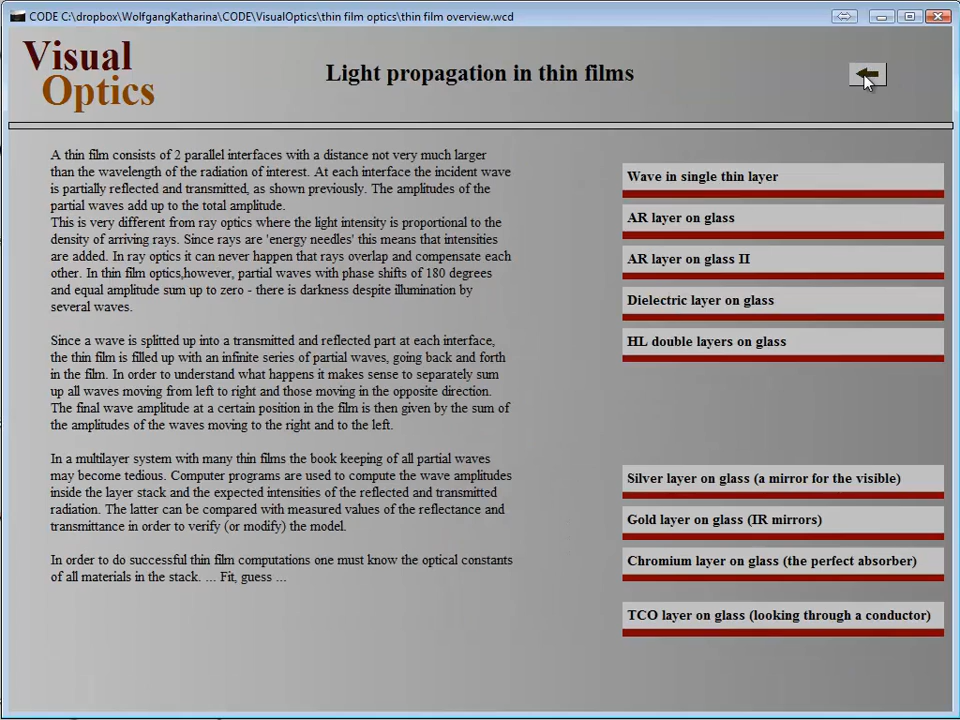 CODE C:\dropbox\WolfgangKatharina\CODE\VisualOptics\thin film optics\thin film overview.wcd
Visual
Optics
Light propagation in thin films
A thin film consists of 2 parallel interfaces with a distance not very much larger
than the wavelength of the radiation of interest. At each interface the incident wave
is partially reflected and transmitted, as shown previously. The amplitudes of the
partial waves add up to the total amplitude.
This is very different from ray optics where the light intensity is proportional to the
density of arriving rays. Since rays are 'energy needles' this means that intensities
are added. In ray optics it can never happen that rays overlap and compensate each
other. In thin film optics,however, partial waves with phase shifts of 180 degrees
and equal amplitude sum up to zero - there is darkness despite illumination by
several waves.
Since a wave is splitted up into a transmitted and reflected part at each interface,
the thin film is filled up with an infinite series of partial waves, going back and forth
in the film. In order to understand what happens it makes sense to separately sum
up all waves moving from left to right and those moving in the opposite direction.
The final wave amplitude at a certain position in the film is then given by the sum of
the amplitudes of the waves moving to the right and to the left.
In a multilayer system with many thin films the book keeping of all partial waves
may become tedious. Computer programs are used to compute the wave amplitudes
inside the layer stack and the expected intensities of the reflected and transmitted
radiation. The latter can be compared with measured values of the reflectance and
transmittance in order to verify (or modify) the model.
In order to do successful thin film computations one must know the optical constants
of all materials in the stack. ... Fit, guess ...
Wave in single thin layer
AR layer on glass
AR layer on glass II
Dielectric layer on glass
HL double layers on glass
Silver layer on glass (a mirror for the visible)
Gold layer on glass (IR mirrors)
Chromium layer on glass (the perfect absorber)
TCO layer on glass (looking through a conductor)